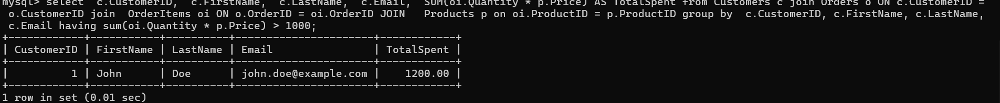 mysql> select  c.CustomerID,  c.FirstName,  c.LastName,  c.Email,  SUM(oi.Quantity * p.Price) AS TotalSpent from Customers c join Orders o ON c.CustomerID =
 o.CustomerID join  OrderItems oi ON o.OrderID = oi.OrderID JOIN   Products p on oi.ProductID = p.ProductID group by  c.CustomerID, c.FirstName, c.LastName,
 c.Email having sum(oi.Quantity * p.Price) > 1000;
+------------+-----------+----------+----------------------+------------+
| CustomerID | FirstName | LastName | Email                | TotalSpent |
+------------+-----------+----------+----------------------+------------+
|          1 | John      | Doe      | john.doe@example.com |    1200.00 |
+------------+-----------+----------+----------------------+------------+
1 row in set (0.01 sec)